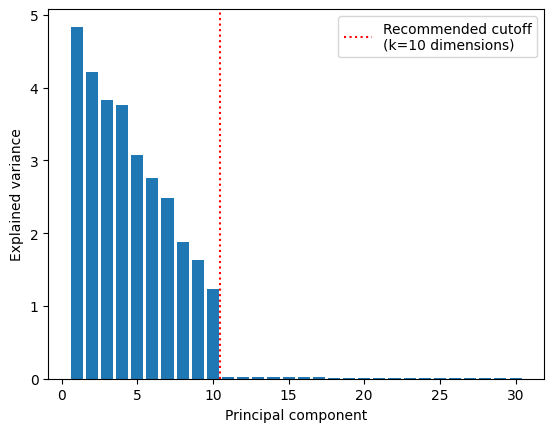 Recommended cutoff
(k=10 dimensions)
5
4
3
2
1
0
Explained variance
0 5 10 15 20 25 30
Principal component